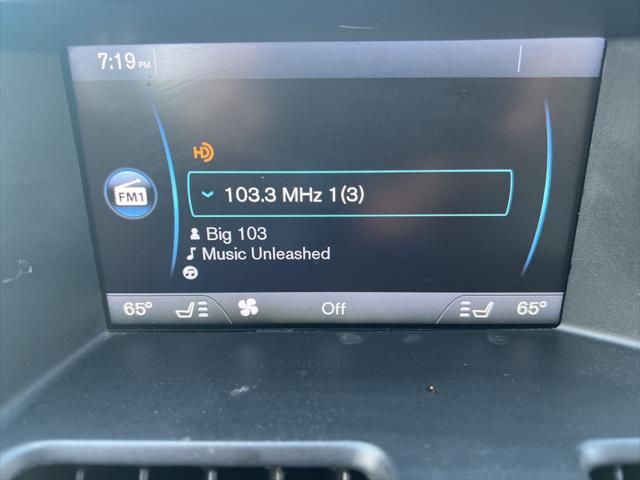 7:19 PM
HD
103.3 MHz 1(3)
FM1
Big 103
Music Unleashed
65° Off 65°